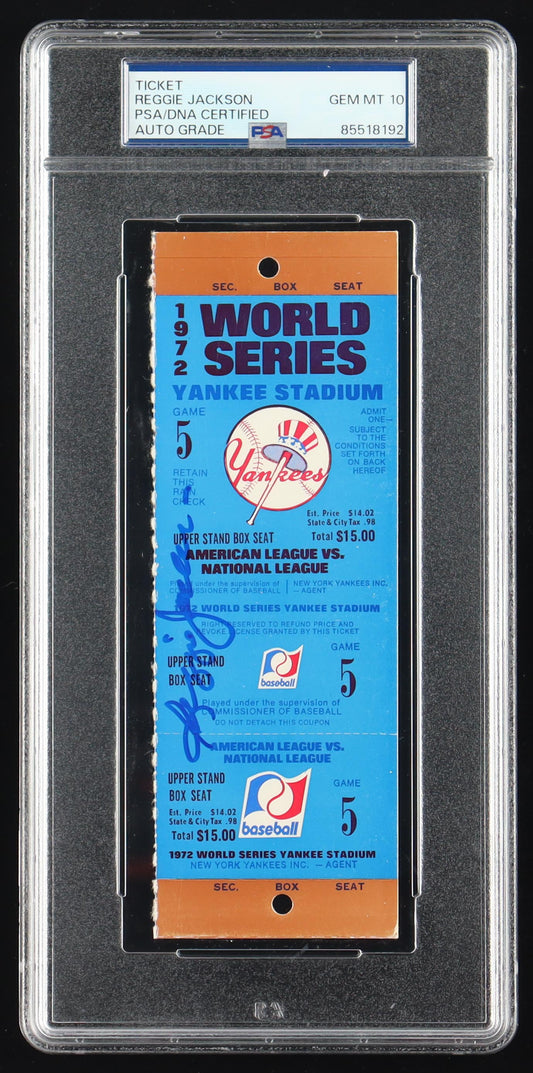 TICKET
REGGIE JACKSON GEM MT 10
PSA/DNA CERTIFIED
AUTO GRADE PSA 85518192
SEC. BOX SEAT
1972 WORLD
SERIES
YANKEE STADIUM
GAME
5
RETAIN
THIS
RAIN
CHECK
Yankees
ADMIT
ONE—
SUBJECT
TO THE
CONDITIONS
SET FORTH
ON BACK
HEREOF
Est. Price $14.02
State & City Tax .98
UPPER STAND BOX SEAT Total $15.00
AMERICAN LEAGUE VS.
NATIONAL LEAGUE
Played under the supervision of
COMMISSIONER OF BASEBALL
NEW YORK YANKEES INC.
— AGENT
1972 WORLD SERIES YANKEE STADIUM
RIGHT RESERVED TO REFUND PRICE AND
REVOKE LICENSE GRANTED BY THIS TICKET
Reggie Jackson
UPPER STAND
BOX SEAT
baseball
GAME
5
Played under the supervision of
COMMISSIONER OF BASEBALL
DO NOT DETACH THIS COUPON
AMERICAN LEAGUE VS.
NATIONAL LEAGUE
UPPER STAND
BOX SEAT
Est. Price $14.02
State & City Tax .98
Total $15.00
baseball
GAME
5
1972 WORLD SERIES YANKEE STADIUM
NEW YORK YANKEES INC. — AGENT
SEC. BOX SEAT